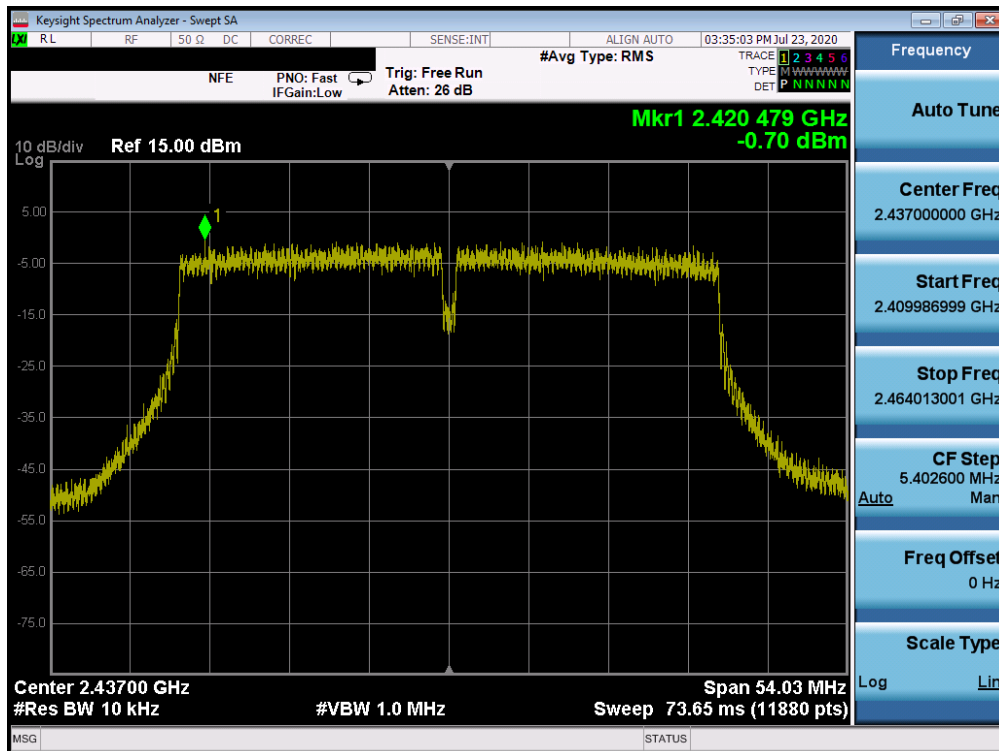 Keysight Spectrum Analyzer - Swept SA
LXI RL RF 50 Ω DC CORREC SENSE:INT ALIGN AUTO 03:35:03 PM Jul 23, 2020
NFE PNO: Fast Trig: Free Run #Avg Type: RMS TRACE 1 2 3 4 5 6
IFGain:Low Atten: 26 dB TYPE M WWWWW
DET P N N N N N
Mkr1 2.420 479 GHz
-0.70 dBm
10 dB/div Ref 15.00 dBm
Log
1
5.00
-5.00
-15.0
-25.0
-35.0
-45.0
-55.0
-65.0
-75.0
Center 2.43700 GHz Span 54.03 MHz
#Res BW 10 kHz #VBW 1.0 MHz Sweep 73.65 ms (11880 pts)
MSG STATUS
Frequency
Auto Tune
Center Freq
2.437000000 GHz
Start Freq
2.409986999 GHz
Stop Freq
2.464013001 GHz
CF Step
5.402600 MHz
Auto Man
Freq Offset
0 Hz
Scale Type
Log Lin